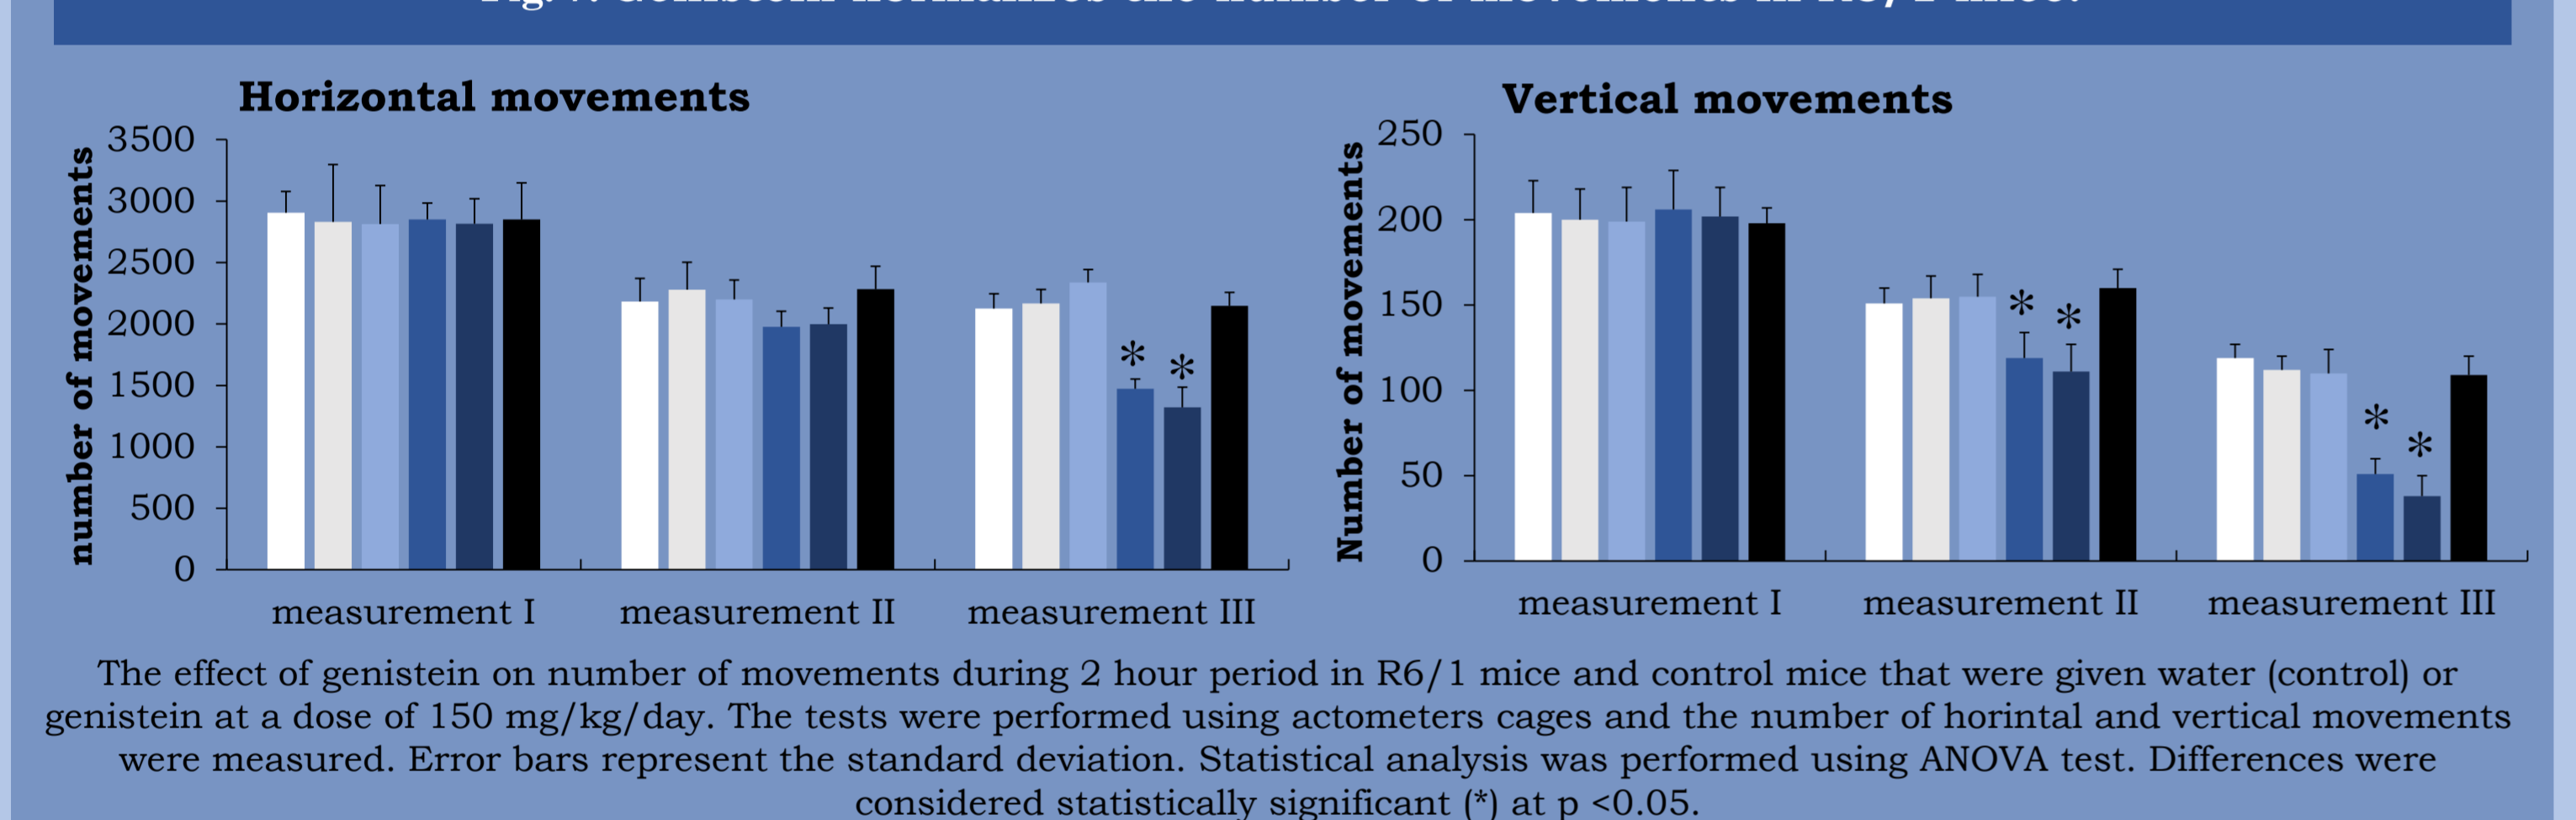 Horizontal movements
number of movements
3500
3000
2500
2000
1500
1000
500
0
* *
measurement I measurement II measurement III
Vertical movements
Number of movements
250
200
150
100
50
0
* *
* *
measurement I measurement II measurement III
The effect of genistein on number of movements during 2 hour period in R6/1 mice and control mice that were given water (control) or
genistein at a dose of 150 mg/kg/day. The tests were performed using actometers cages and the number of horintal and vertical movements
were measured. Error bars represent the standard deviation. Statistical analysis was performed using ANOVA test. Differences were
considered statistically significant (*) at p <0.05.